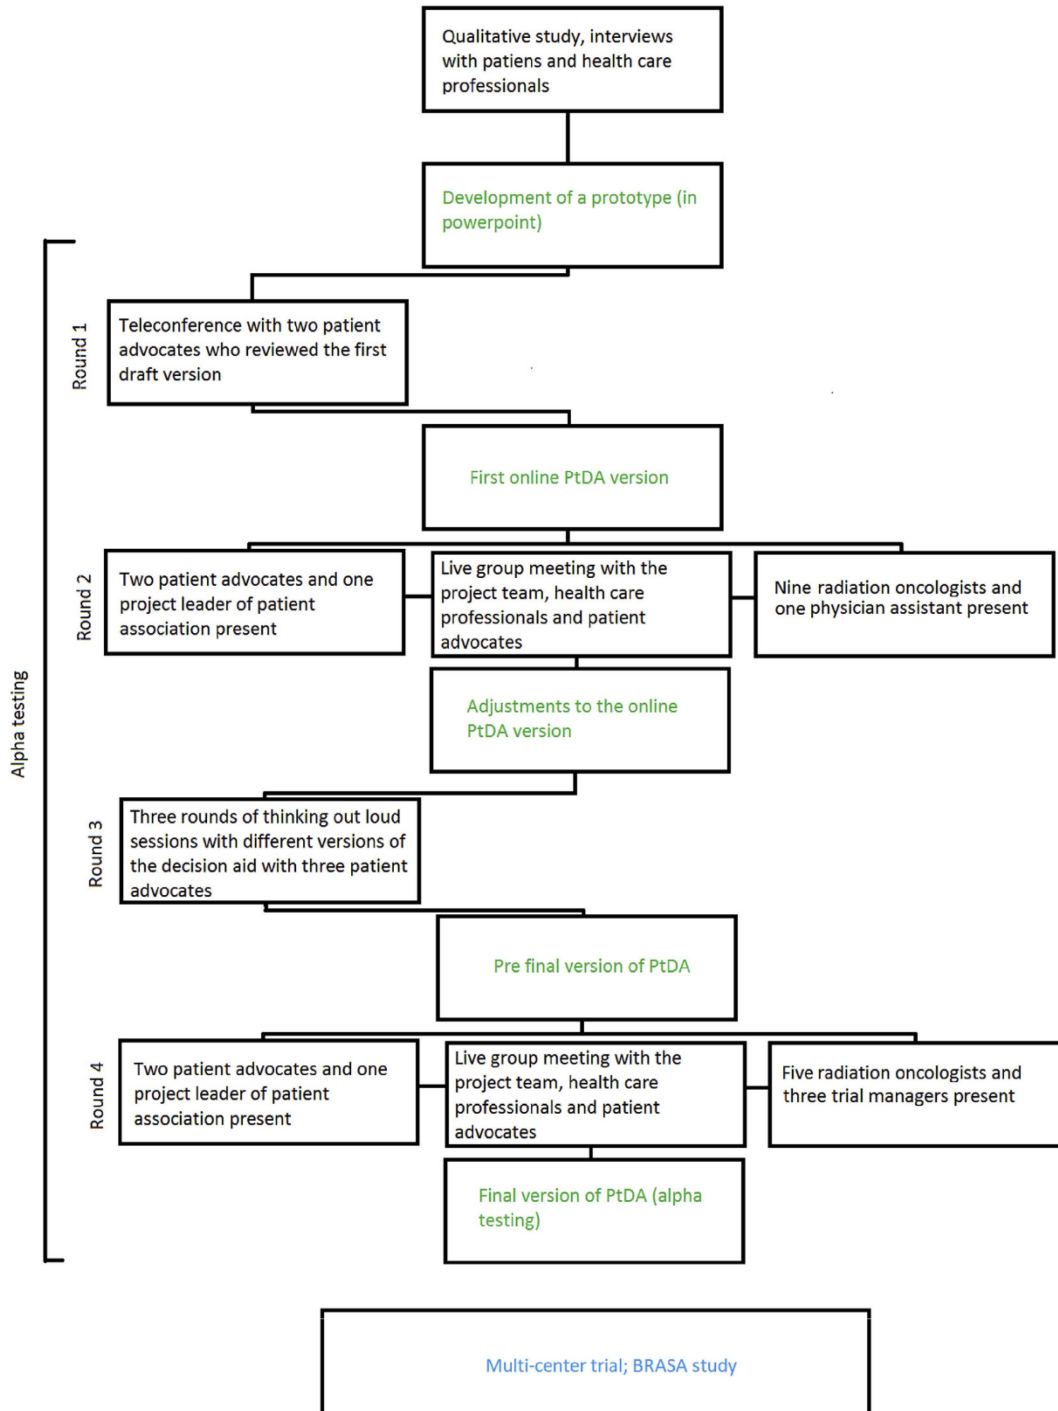 Qualitative study, interviews
with patiens and health care
professionals
Development of a prototype (in
powerpoint)
Alpha testing
Round 1
Teleconference with two patient
advocates who reviewed the first
draft version
First online PtDA version
Round 2
Two patient advocates and one
project leader of patient
association present
Live group meeting with the
project team, health care
professionals and patient
advocates
Nine radiation oncologists and
one physician assistant present
Adjustments to the online
PtDA version
Round 3
Three rounds of thinking out loud
sessions with different versions of
the decision aid with three patient
advocates
Pre final version of PtDA
Round 4
Two patient advocates and one
project leader of patient
association present
Live group meeting with the
project team, health care
professionals and patient
advocates
Five radiation oncologists and
three trial managers present
Final version of PtDA (alpha
testing)
Multi-center trial; BRASA study